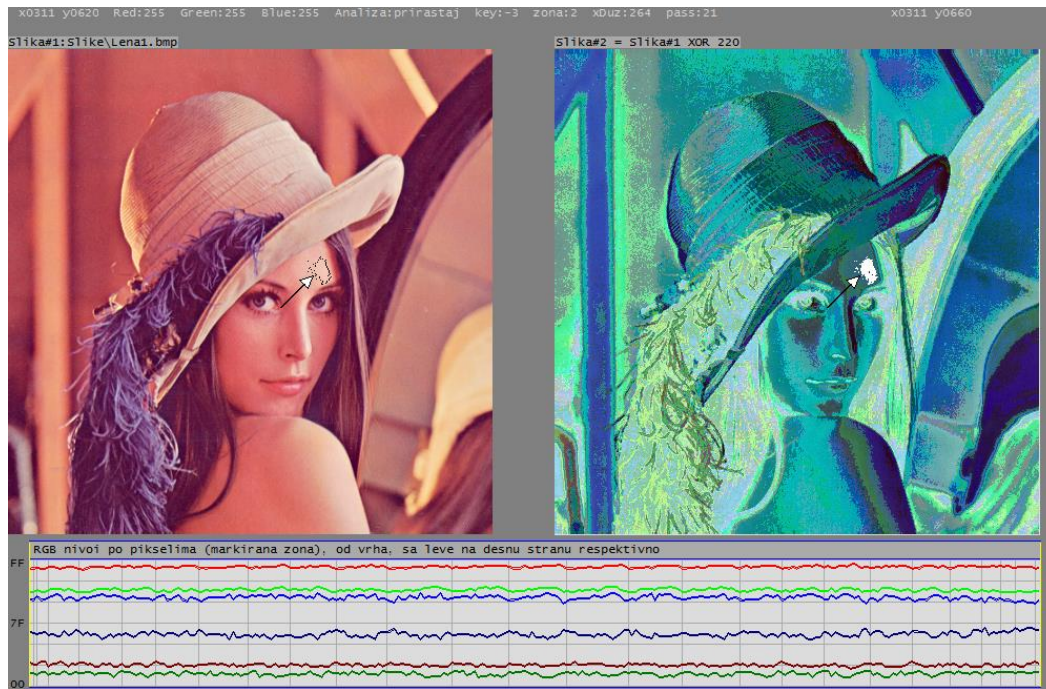 x0311 y0620 Red:255 Green:255 Blue:255 Analiza:prirastaj key:-3 zona:2 xDuz:264 pass:21 x0311 y0660
Slika#1:Slike\Lena1.bmp
Slika#2 = Slika#1 XOR 220
RGB nivoi po pikselima (markirana zona), od vrha, sa leve na desnu stranu respektivno
FF
7F
00